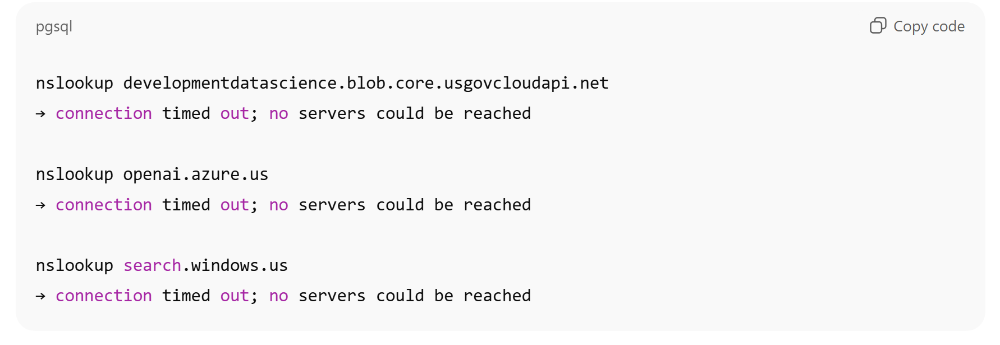 pgsql
Copy code
nslookup developmentdatascience.blob.core.usgovcloudapi.net
→ connection timed out; no servers could be reached
nslookup openai.azure.us
→ connection timed out; no servers could be reached
nslookup search.windows.us
→ connection timed out; no servers could be reached